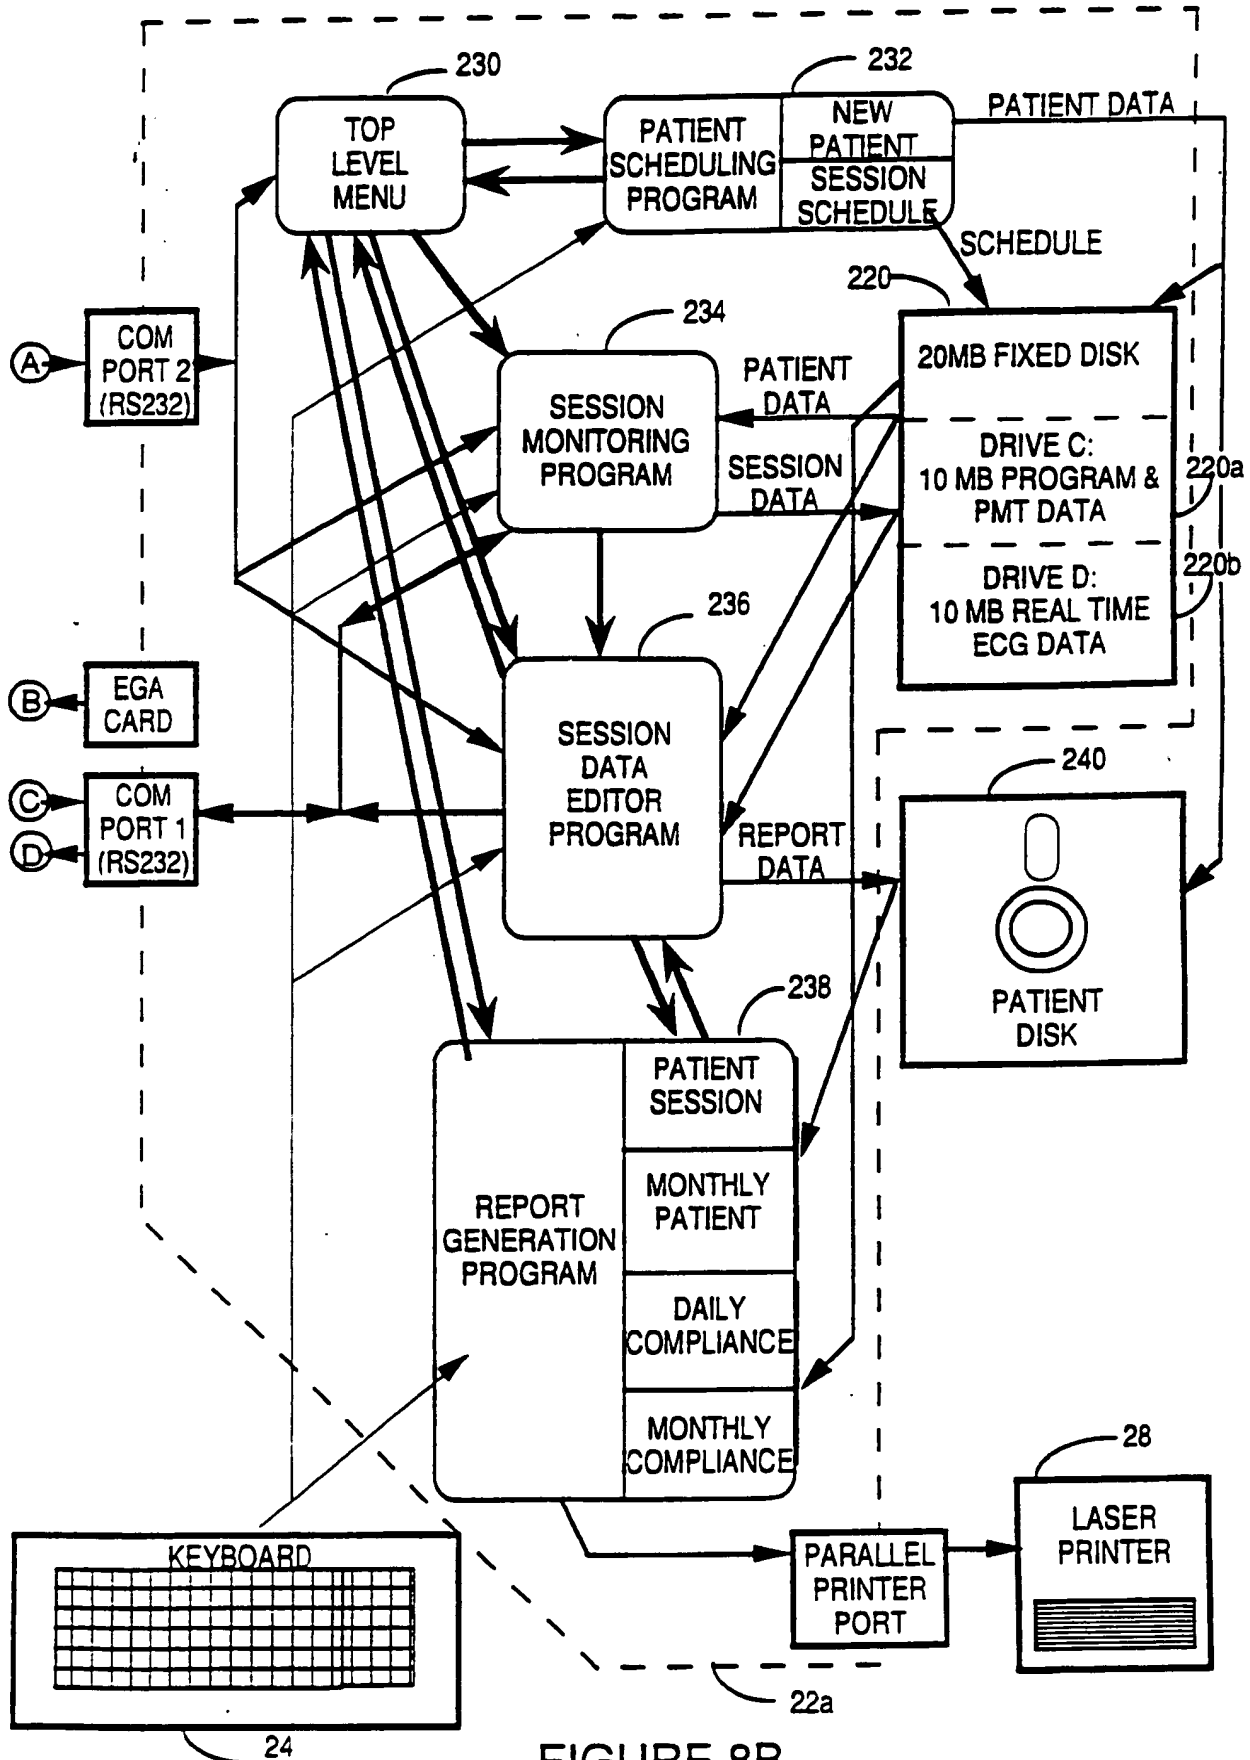 230
232
TOP
LEVEL
MENU
PATIENT
SCHEDULING
PROGRAM
NEW
PATIENT
SESSION
SCHEDULE
PATIENT DATA
SCHEDULE
220
234
A
COM
PORT 2
(RS232)
SESSION
MONITORING
PROGRAM
PATIENT
DATA
SESSION
DATA
20MB FIXED DISK
DRIVE C:
10 MB PROGRAM &
PMT DATA
220a
DRIVE D:
10 MB REAL TIME
ECG DATA
220b
236
B
EGA
CARD
C
D
COM
PORT 1
(RS232)
SESSION
DATA
EDITOR
PROGRAM
REPORT
DATA
240
PATIENT
DISK
238
REPORT
GENERATION
PROGRAM
PATIENT
SESSION
MONTHLY
PATIENT
DAILY
COMPLIANCE
MONTHLY
COMPLIANCE
28
LASER
PRINTER
PARALLEL
PRINTER
PORT
KEYBOARD
22a
24
FIGURE 8B